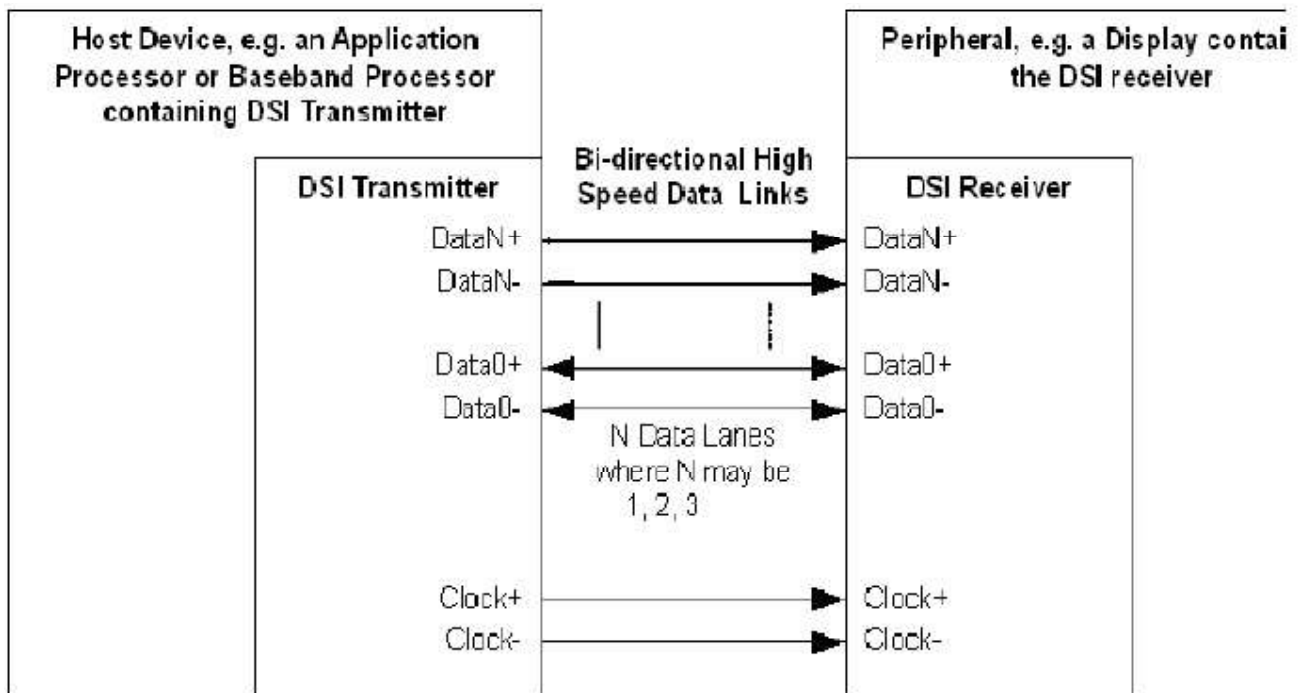 Host Device, e.g. an Application
Processor or Baseband Processor
containing DSI Transmitter
Peripheral, e.g. a Display contai
the DSI receiver
Bi-directional High
Speed Data Links
DSI Transmitter
DSI Receiver
DataN+
DataN+
DataN-
DataN-
Data0+
Data0+
Data0-
Data0-
N Data Lanes
where N may be
1, 2, 3
Clock+
Clock+
Clock-
Clock-